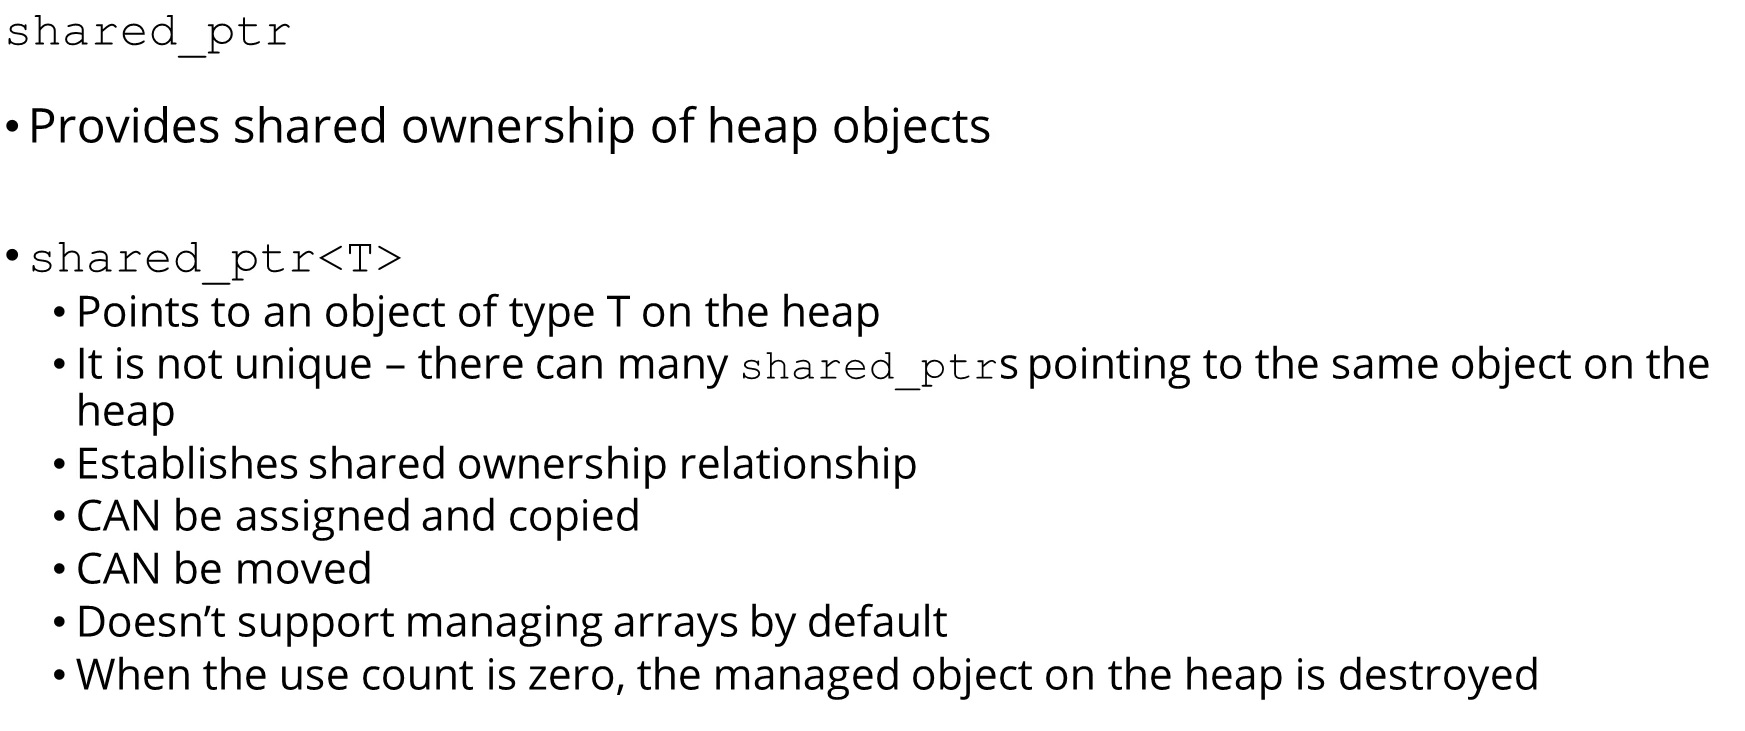 shared_ptr
• Provides shared ownership of heap objects
• shared_ptr<T>
• Points to an object of type T on the heap
• It is not unique – there can many shared_ptrs pointing to the same object on the
heap
• Establishes shared ownership relationship
• CAN be assigned and copied
• CAN be moved
• Doesn’t support managing arrays by default
• When the use count is zero, the managed object on the heap is destroyed